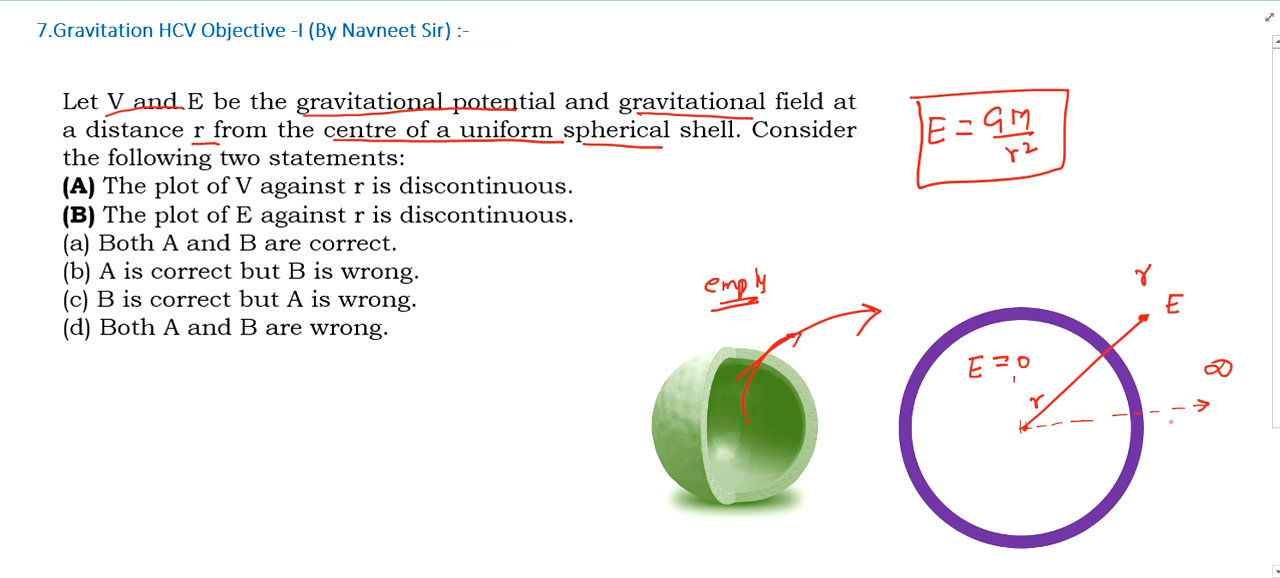 7.Gravitation HCV Objective -I (By Navneet Sir) :-
Let V and E be the gravitational potential and gravitational field at
a distance r from the centre of a uniform spherical shell. Consider
the following two statements:
(A) The plot of V against r is discontinuous.
(B) The plot of E against r is discontinuous.
(a) Both A and B are correct.
(b) A is correct but B is wrong.
(c) B is correct but A is wrong.
(d) Both A and B are wrong.
E = GM
r²
empty
r
E
E = 0
∞
r